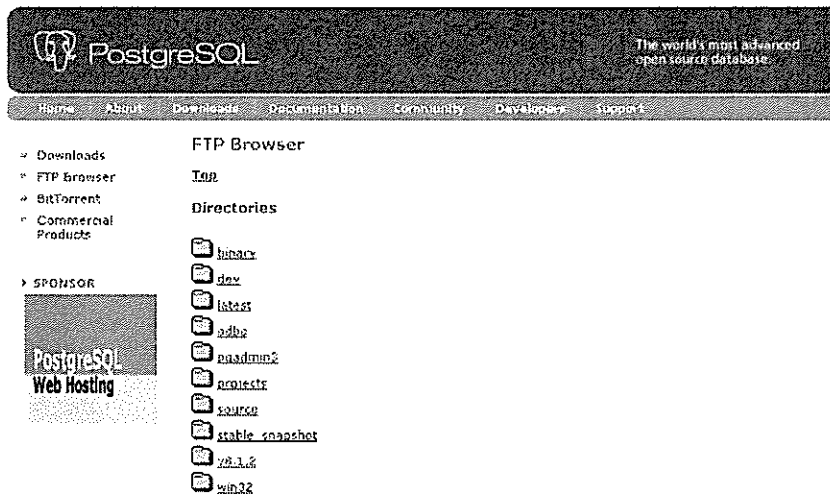 PostgreSQL
The world's most advanced
open source database.
Home About Downloads Documentation Community Developers Support
Downloads
FTP Browser
BitTorrent
Commercial
Products
SPONSOR
PostgreSQL
Web Hosting
FTP Browser
Top
Directories
binary
dev
latest
odbc
pgadmin2
projects
source
stable_snapshot
v8.1.2
win32